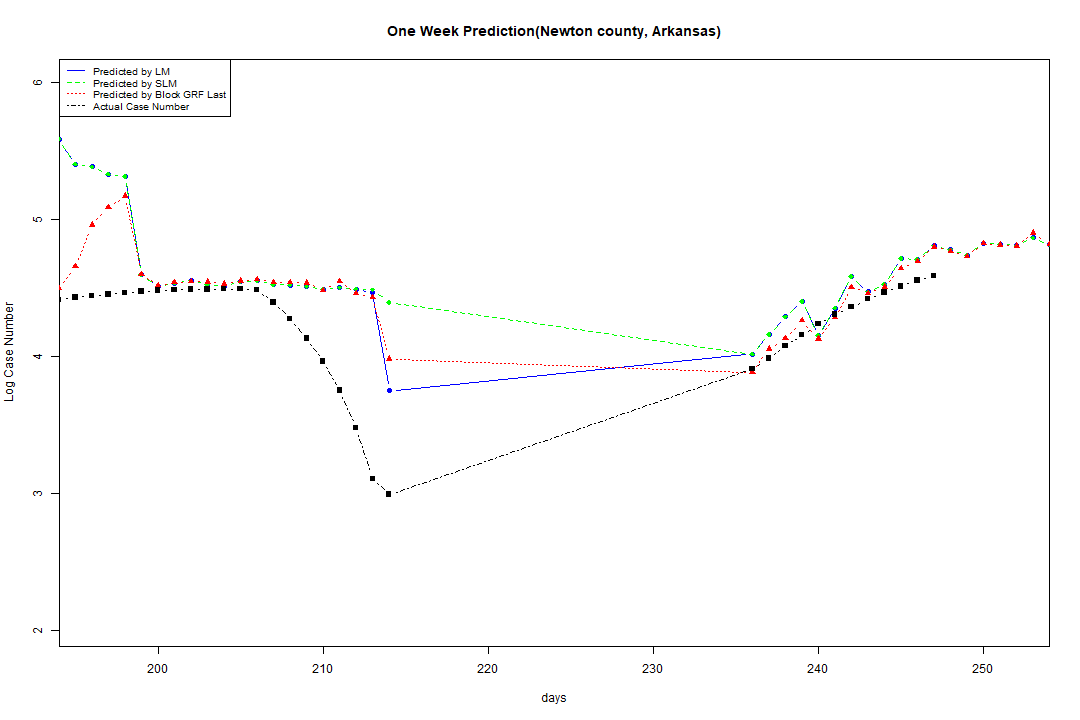 One Week Prediction(Newton county, Arkansas)
Predicted by LM
Predicted by SLM
Predicted by Block GRF Last
Actual Case Number
6
5
4
3
2
Log Case Number
200 210 220 230 240 250
days